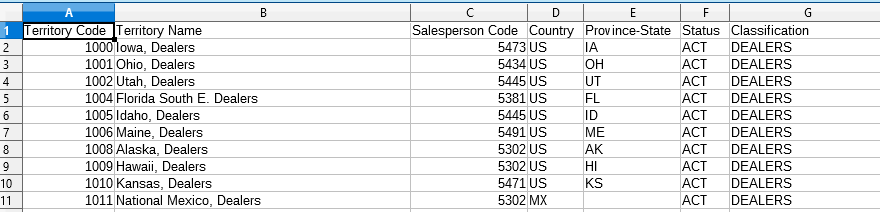 A B C D E F G
1 Territory Code Territory Name Salesperson Code Country Province-State Status Classification
2 1000 Iowa, Dealers 5473 US IA ACT DEALERS
3 1001 Ohio, Dealers 5434 US OH ACT DEALERS
4 1002 Utah, Dealers 5445 US UT ACT DEALERS
5 1004 Florida South E. Dealers 5381 US FL ACT DEALERS
6 1005 Idaho, Dealers 5445 US ID ACT DEALERS
7 1006 Maine, Dealers 5491 US ME ACT DEALERS
8 1008 Alaska, Dealers 5302 US AK ACT DEALERS
9 1009 Hawaii, Dealers 5302 US HI ACT DEALERS
10 1010 Kansas, Dealers 5471 US KS ACT DEALERS
11 1011 National Mexico, Dealers 5302 MX ACT DEALERS